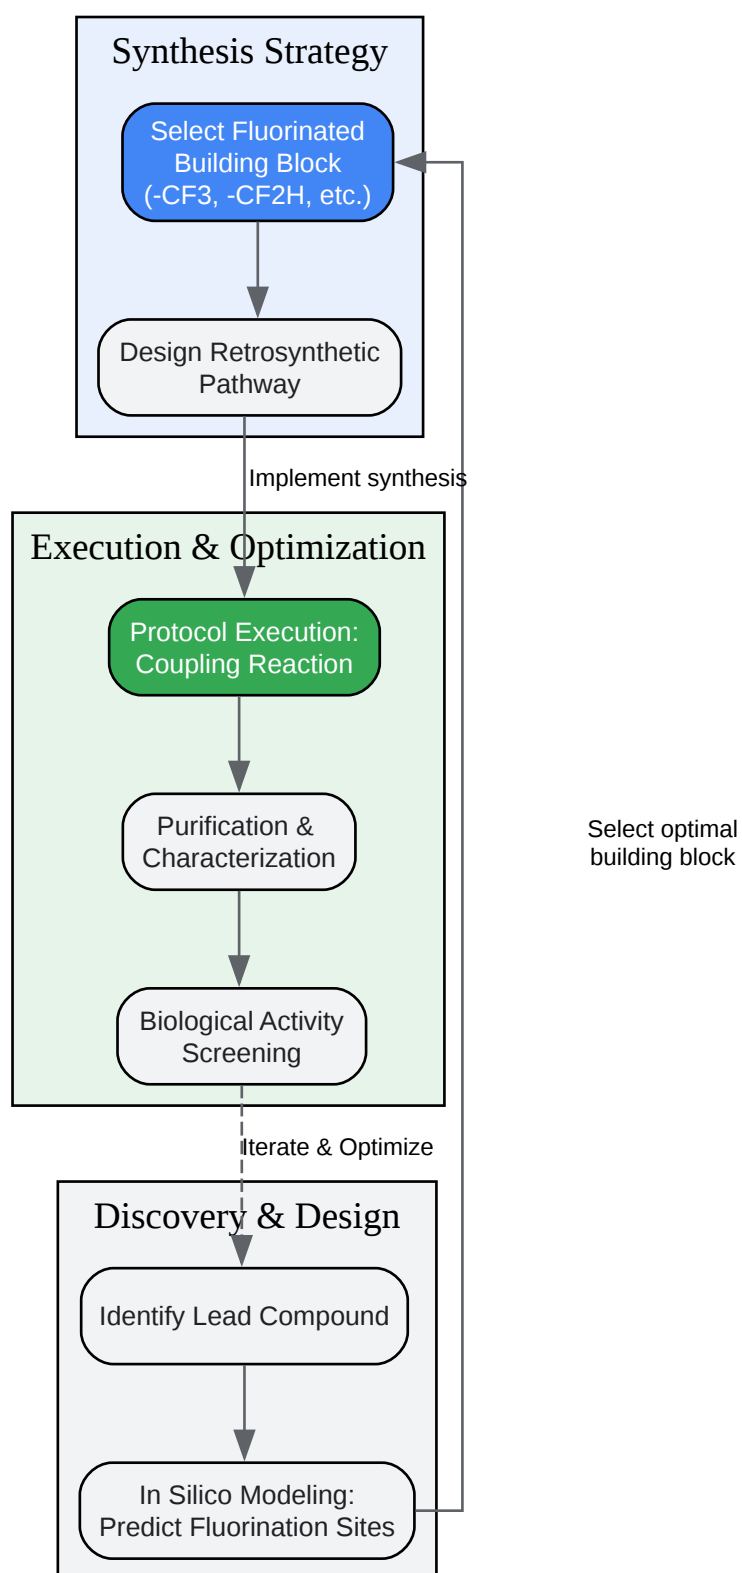 Synthesis Strategy
Select Fluorinated
Building Block
(-CF3, -CF2H, etc.)
Design Retrosynthetic
Pathway
Implement synthesis
Execution & Optimization
Protocol Execution:
Coupling Reaction
Purification &
Characterization
Select optimal
building block
Biological Activity
Screening
Iterate & Optimize
Discovery & Design
Identify Lead Compound
In Silico Modeling:
Predict Fluorination Sites